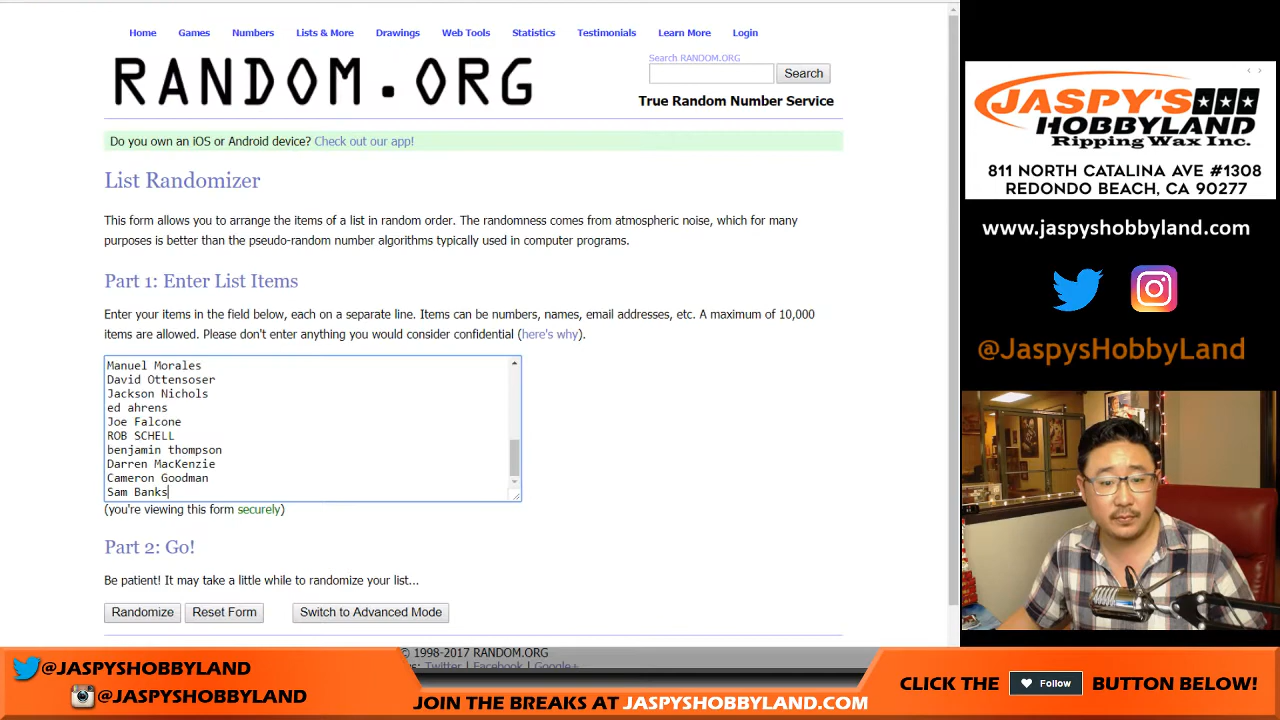 Home Games Numbers Lists & More Drawings Web Tools Statistics Testimonials Learn More Login
Search RANDOM.ORG
RANDOM.ORG
Search
True Random Number Service
Do you own an iOS or Android device? Check out our app!
List Randomizer
This form allows you to arrange the items of a list in random order. The randomness comes from atmospheric noise, which for many
purposes is better than the pseudo-random number algorithms typically used in computer programs.
Part 1: Enter List Items
Enter your items in the field below, each on a separate line. Items can be numbers, names, email addresses, etc. A maximum of 10,000
items are allowed. Please don't enter anything you would consider confidential (here's why).
Manuel Morales
David Ottensoser
Jackson Nichols
ed ahrens
Joe Falcone
ROB SCHELL
benjamin thompson
Darren MacKenzie
Cameron Goodman
Sam Banks
(you're viewing this form securely)
Part 2: Go!
Be patient! It may take a little while to randomize your list...
Randomize Reset Form Switch to Advanced Mode
© 1998-2017 RANDOM.ORG
Twitter | Facebook | Google+
JASPY'S
HOBBYLAND
Ripping Wax Inc.
811 NORTH CATALINA AVE #1308
REDONDO BEACH, CA 90277
www.jaspyshobbyland.com
@JaspysHobbyLand
@JASPYSHOBBYLAND
@JASPYSHOBBYLAND
JOIN THE BREAKS AT JASPYSHOBBYLAND.COM
CLICK THE Follow BUTTON BELOW!